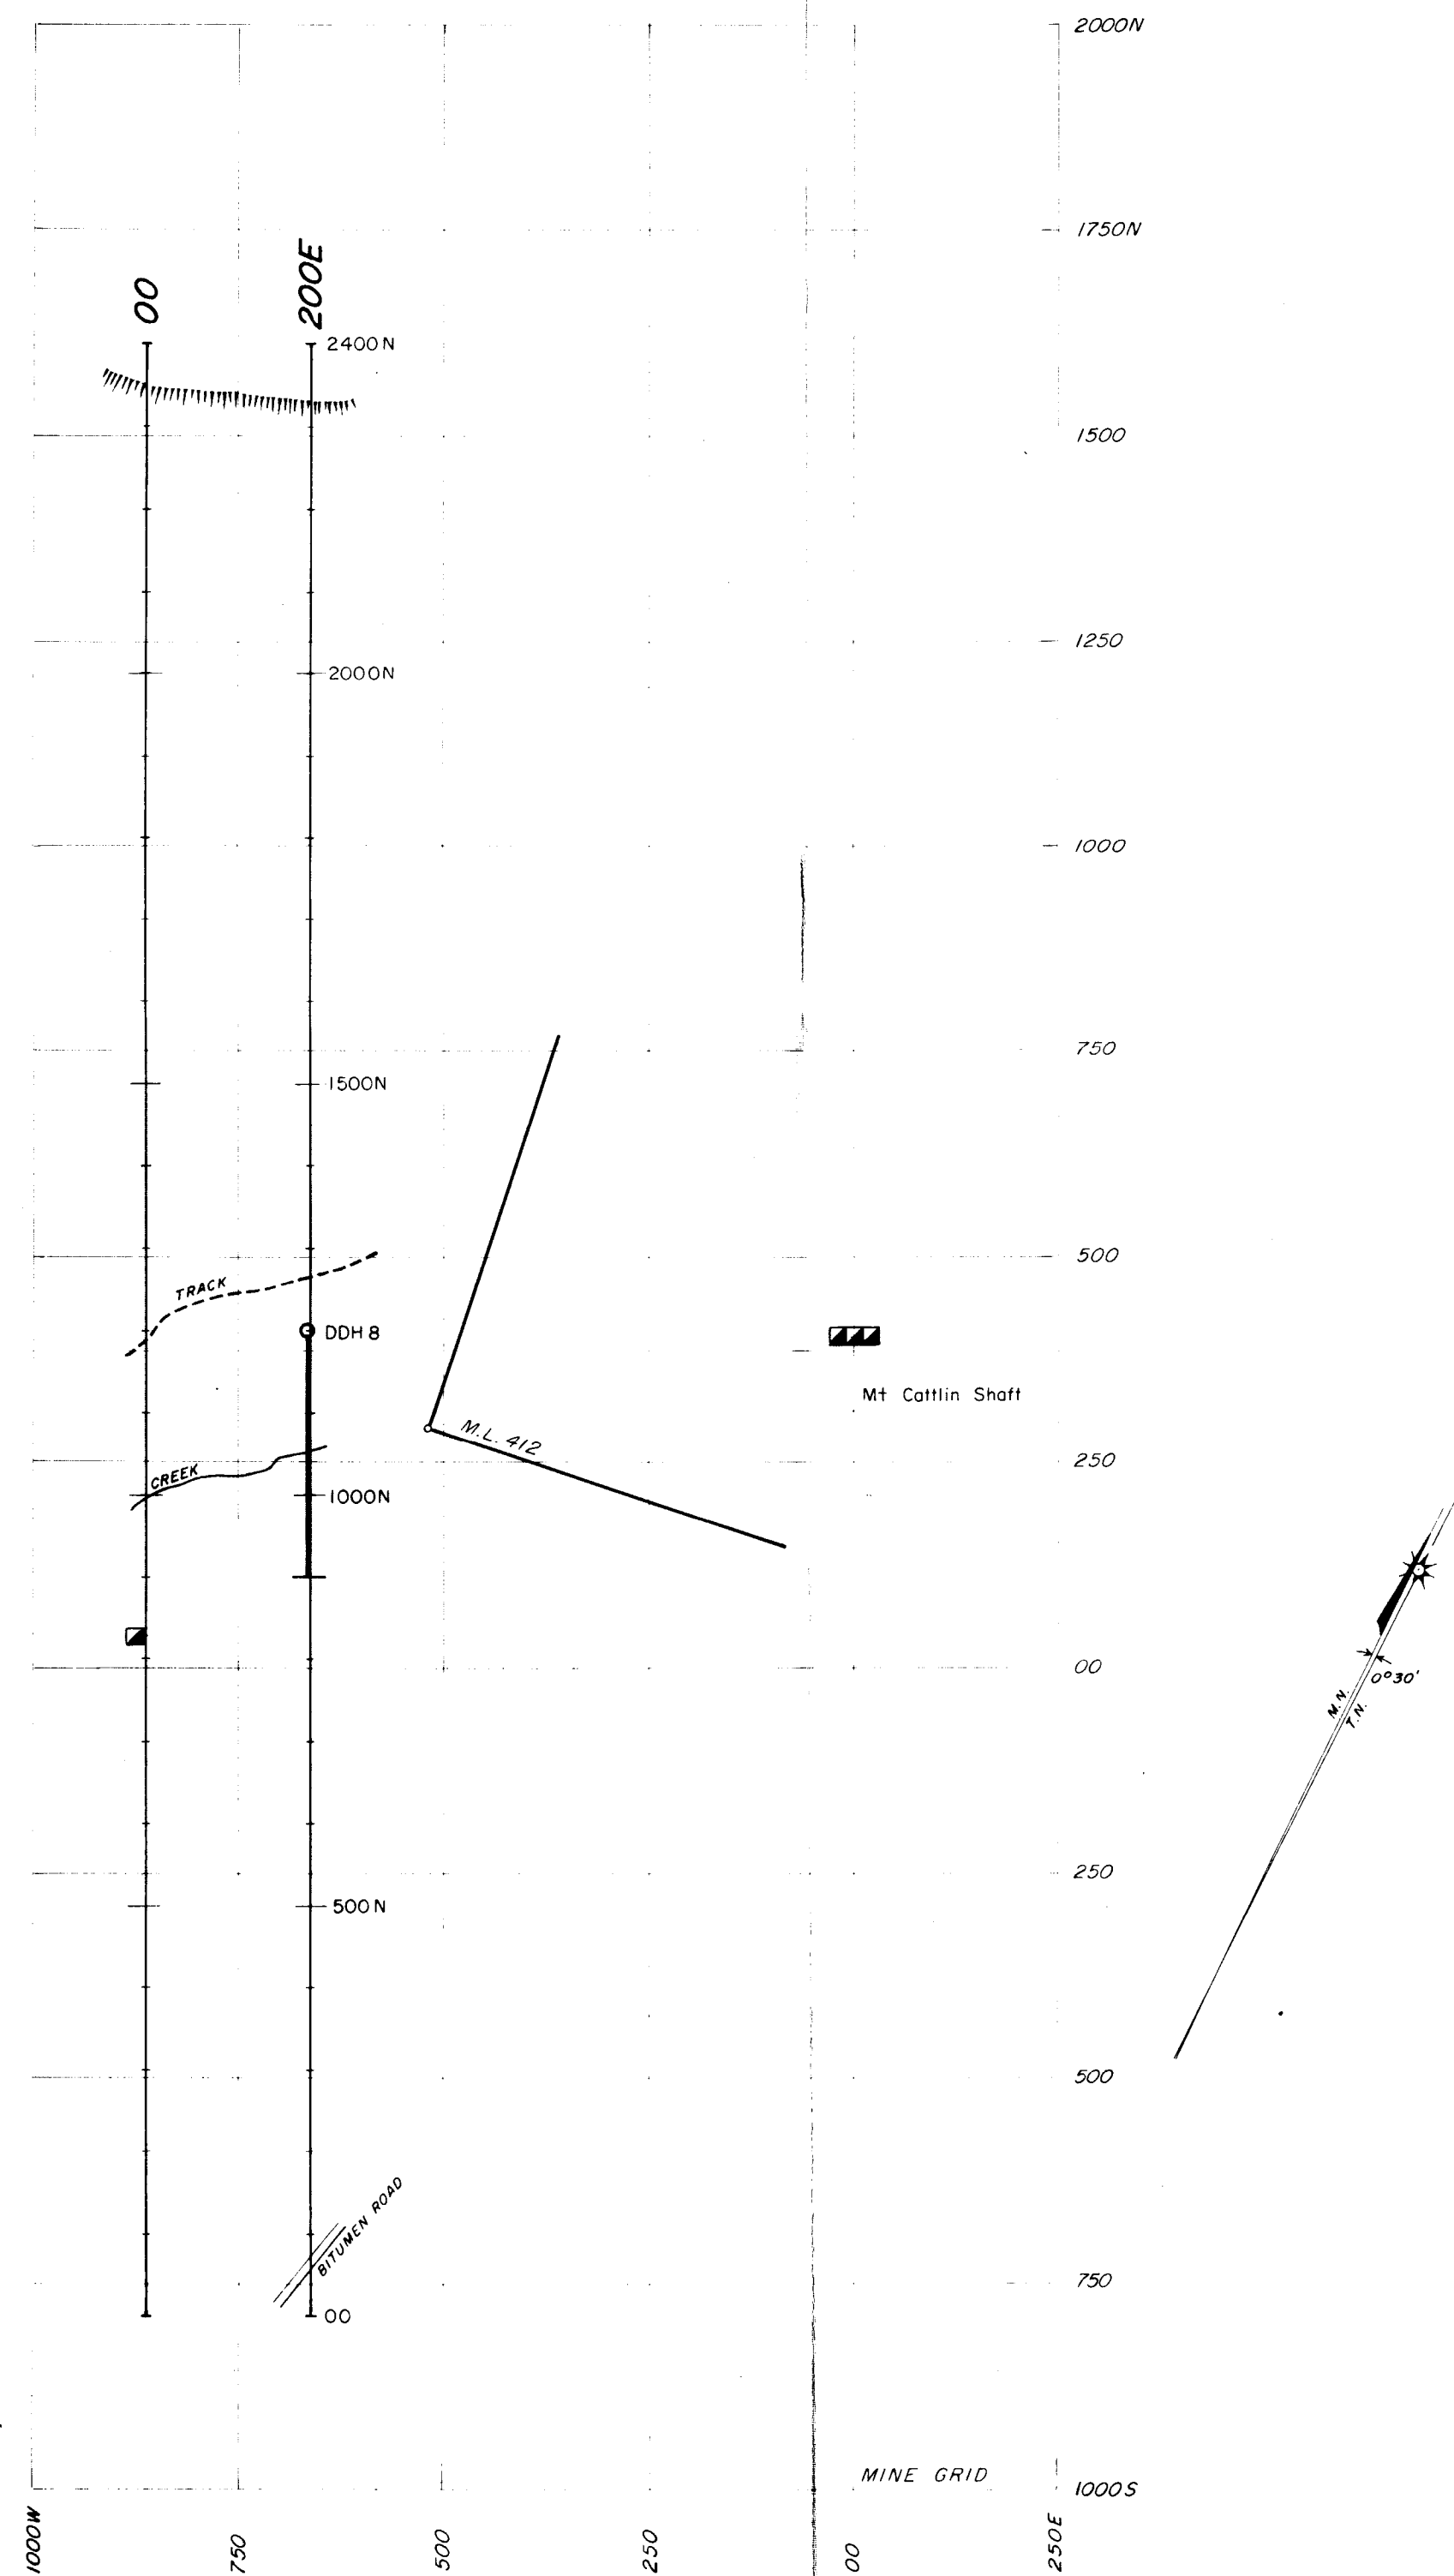 2000N
1750N
00
200E
2400N
1500
1250
2000N
1000
750
1500N
500
TRACK
DDH 8
Mt Cattlin Shaft
M.L. 412
250
CREEK
1000N
00
0°30'
M.N.
T.N.
250
500N
500
BITUMEN ROAD
750
00
MINE GRID
1000S
1000W
750
500
250
00
250E
750